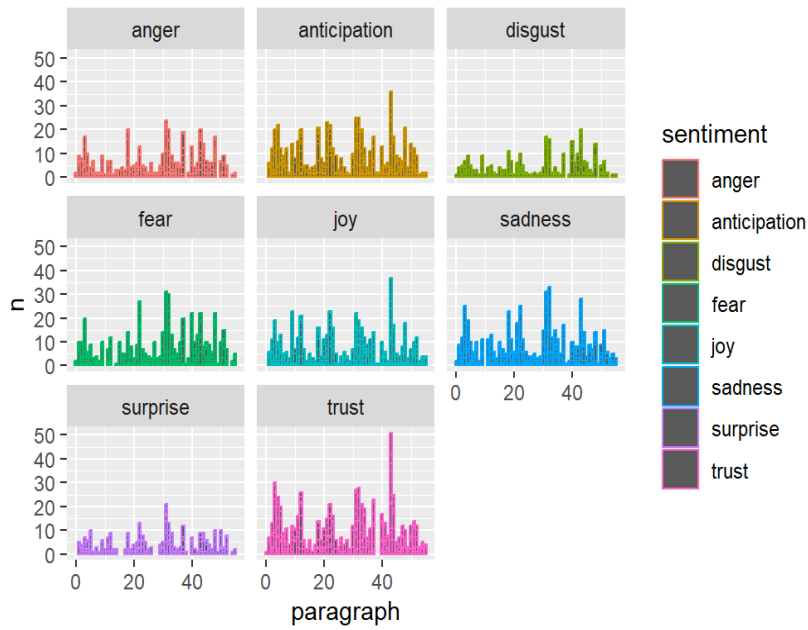 anger anticipation disgust
50
40
30
20
10
0
fear joy sadness
50
40
30
20
10
0
0 20 40
surprise trust
50
40
30
20
10
0
0 20 40 0 20 40
n
paragraph
sentiment
anger
anticipation
disgust
fear
joy
sadness
surprise
trust